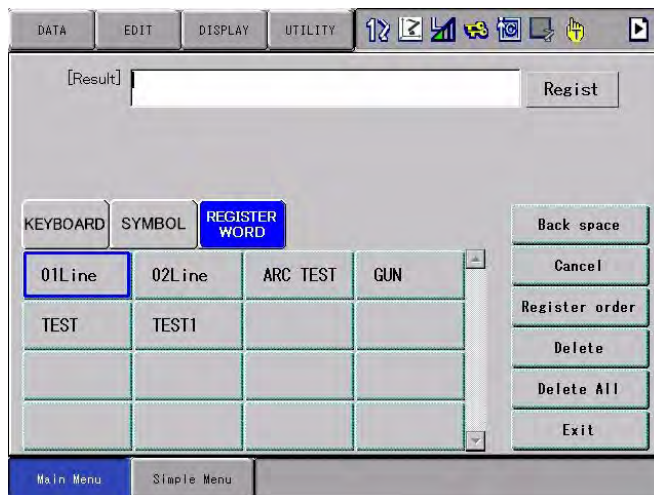 DATA EDIT DISPLAY UTILITY
[Result] Regist
KEYBOARD SYMBOL REGISTER WORD
Back space
01Line 02Line ARC TEST GUN
Cancel
TEST TEST1
Register order
Delete
Delete All
Exit
Main Menu Simple Menu